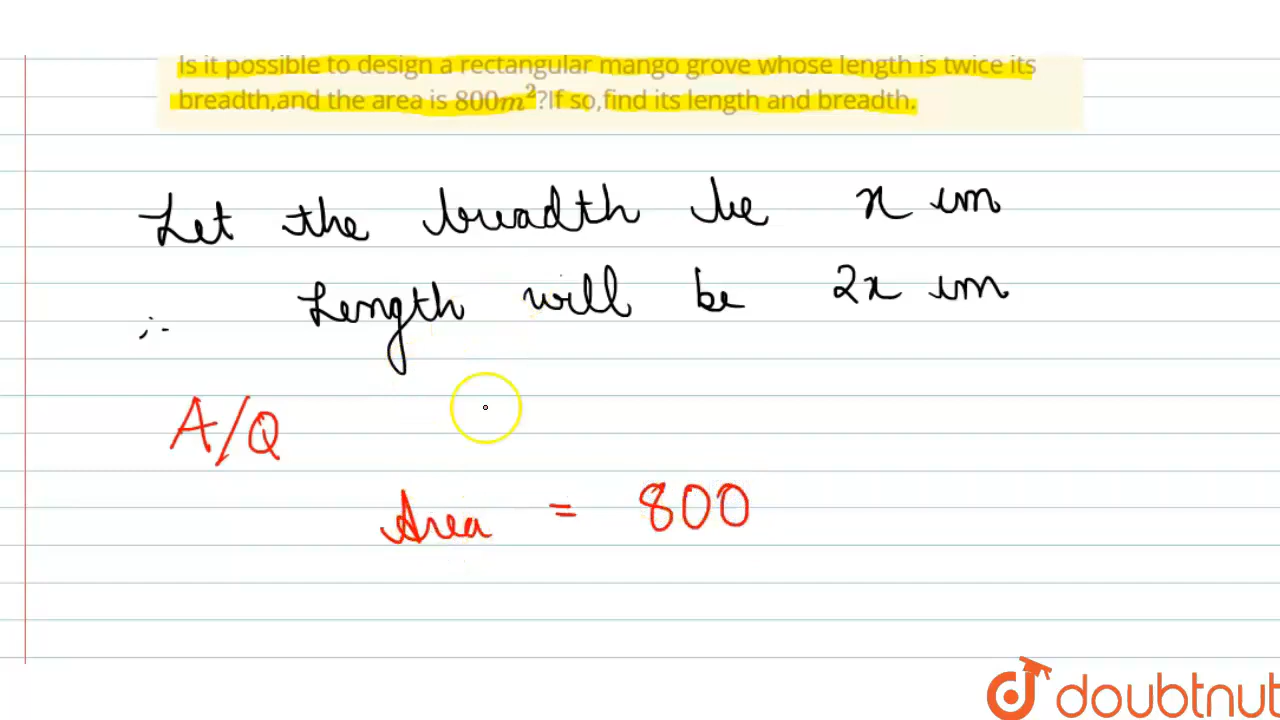 Is it possible to design a rectangular mango grove whose length is twice its
breadth,and the area is 800m²?If so,find its length and breadth.
Let the breadth be x cm
∴ Length will be 2x cm
A/Q
Area = 800
doubtnut